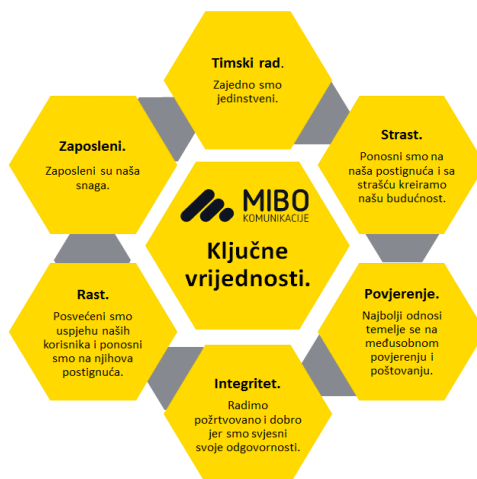 Timski rad.
Zajedno smo
jedinstveni.
Strast.
Ponosni smo na
naša postignuća i sa
strašću kreiramo
našu budućnost.
Povjerenje.
Najbolji odnosi
temelje se na
međusobnom
povjerenju i
poštovanju.
Integritet.
Radimo
požrtvovano i dobro
jer smo svjesni
svoje odgovornosti.
Rast.
Posvećeni smo
uspjehu naših
korisnika i ponosni
smo na njihova
postignuća.
Zaposleni.
Zaposleni su naša
snaga.
MIBO
KOMUNIKACIJE
Ključne
vrijednosti.